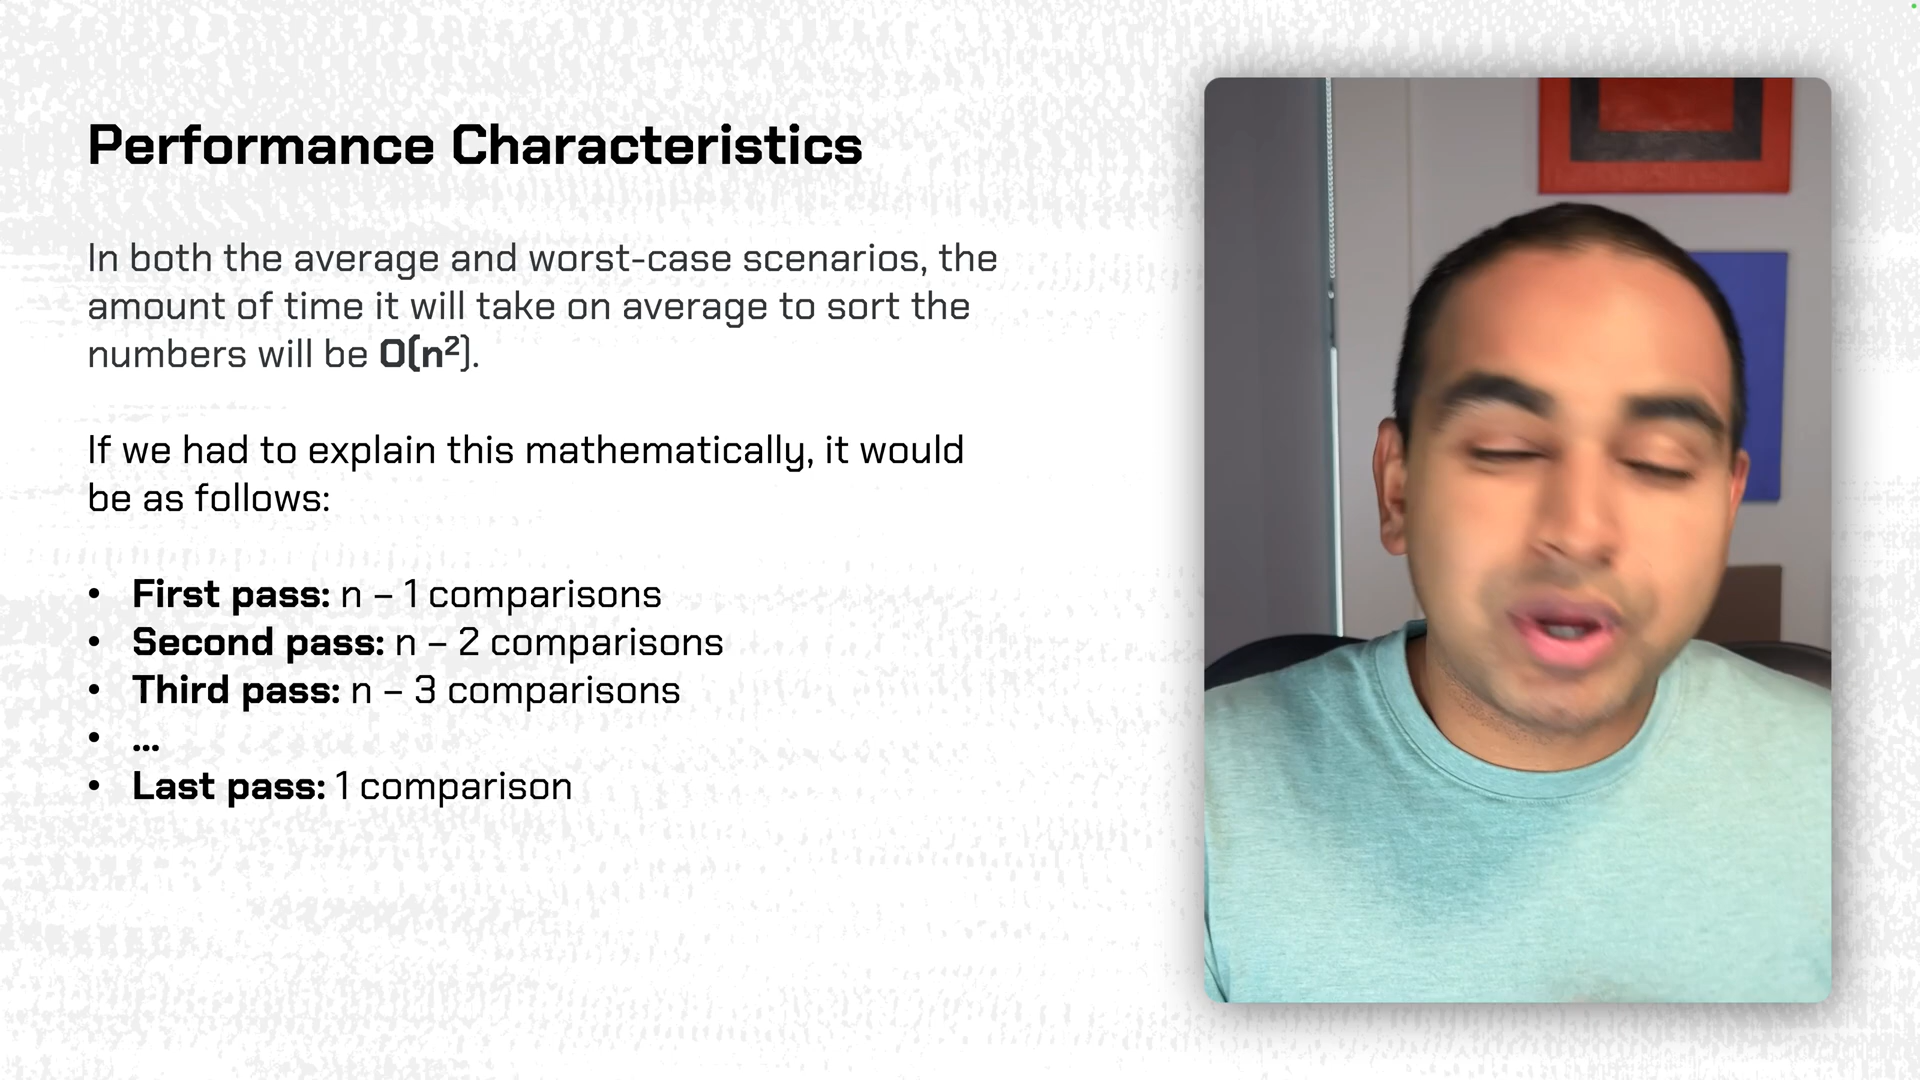 Performance Characteristics
In both the average and worst-case scenarios, the
amount of time it will take on average to sort the
numbers will be O(n²).
If we had to explain this mathematically, it would
be as follows:
• First pass: n – 1 comparisons
• Second pass: n – 2 comparisons
• Third pass: n – 3 comparisons
• ...
• Last pass: 1 comparison